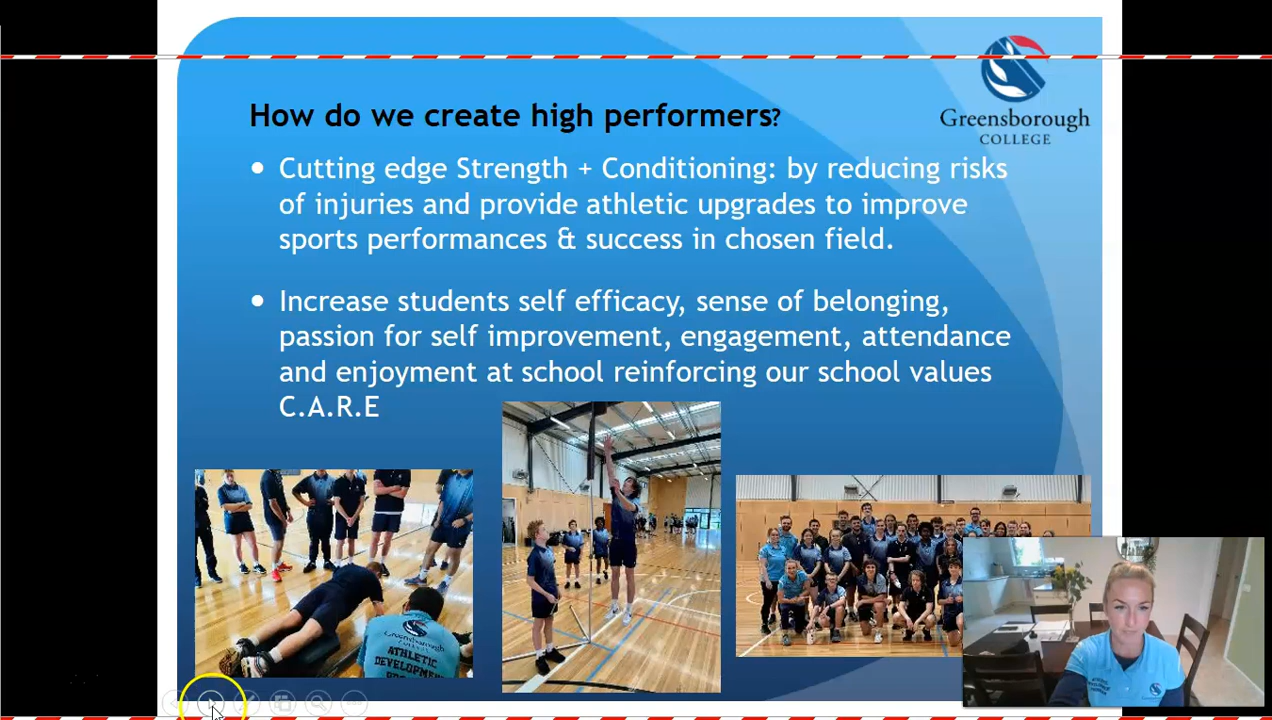 Greensborough
COLLEGE
How do we create high performers?
• Cutting edge Strength + Conditioning: by reducing risks
of injuries and provide athletic upgrades to improve
sports performances & success in chosen field.
• Increase students self efficacy, sense of belonging,
passion for self improvement, engagement, attendance
and enjoyment at school reinforcing our school values
C.A.R.E
Greensborough
COLLEGE
ATHLETIC
DEVELOPMENT